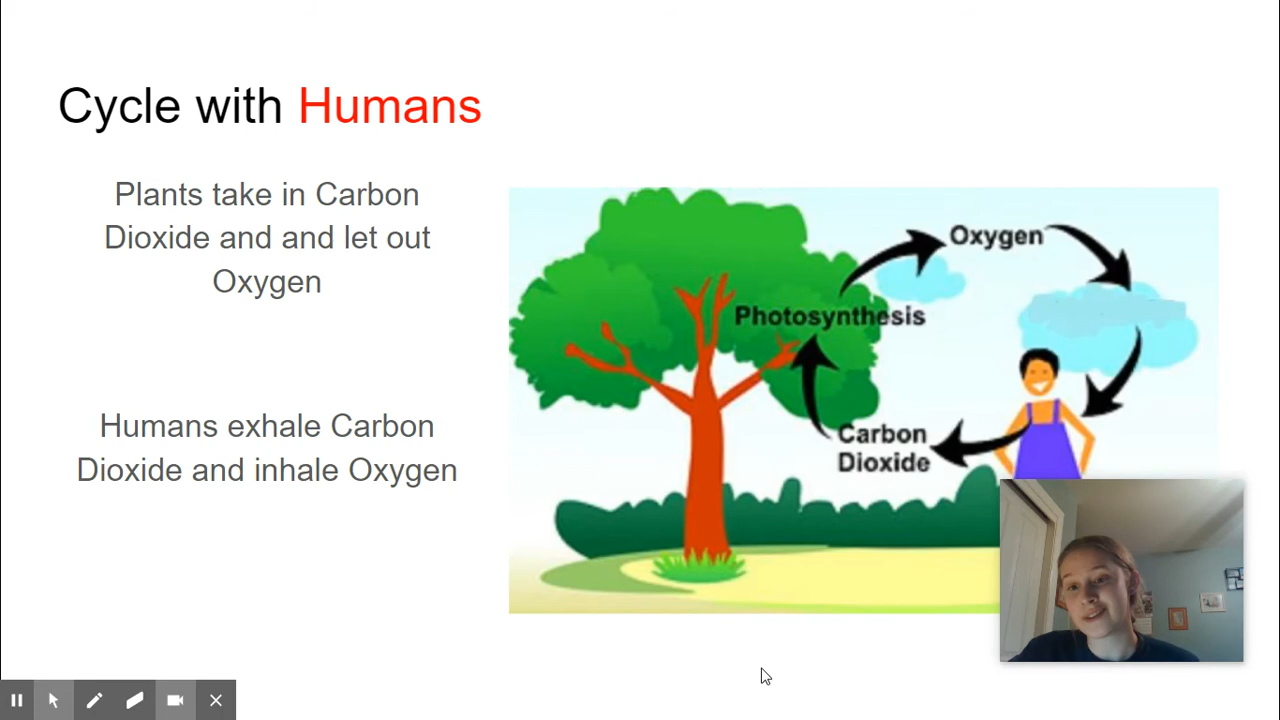 Cycle with Humans
Plants take in Carbon
Dioxide and and let out
Oxygen
Humans exhale Carbon
Dioxide and inhale Oxygen
Oxygen
Photosynthesis
Carbon
Dioxide